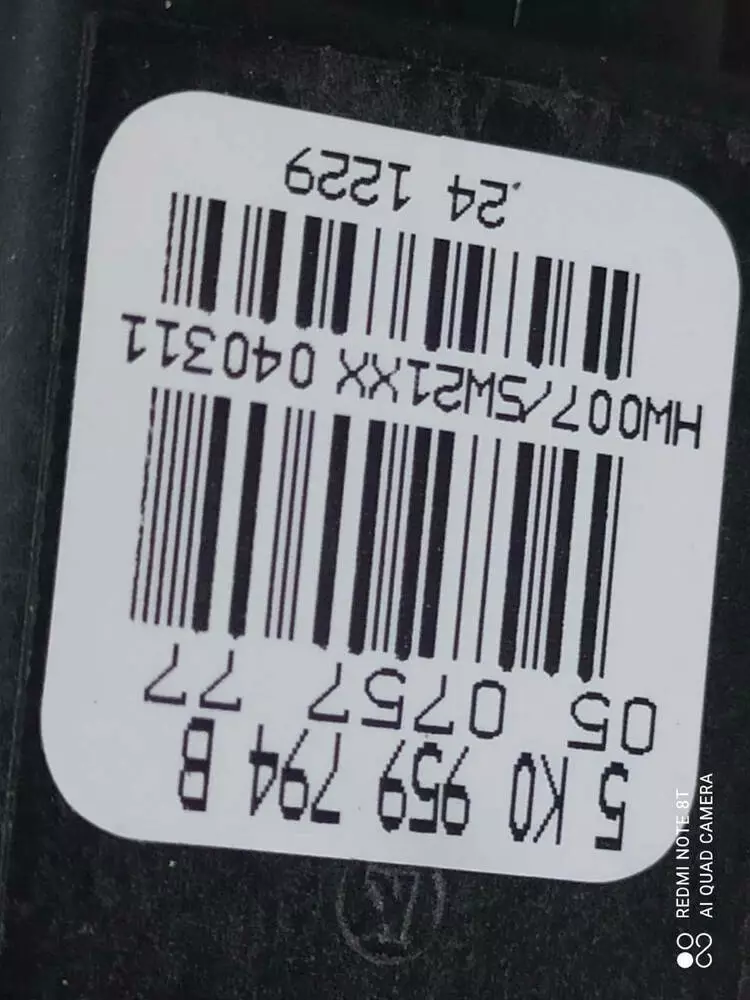 5 K0 959 794 B
05 0757 77
HW007/SW21XX 040311
.24 1229
REDMI NOTE 8T
AI QUAD CAMERA